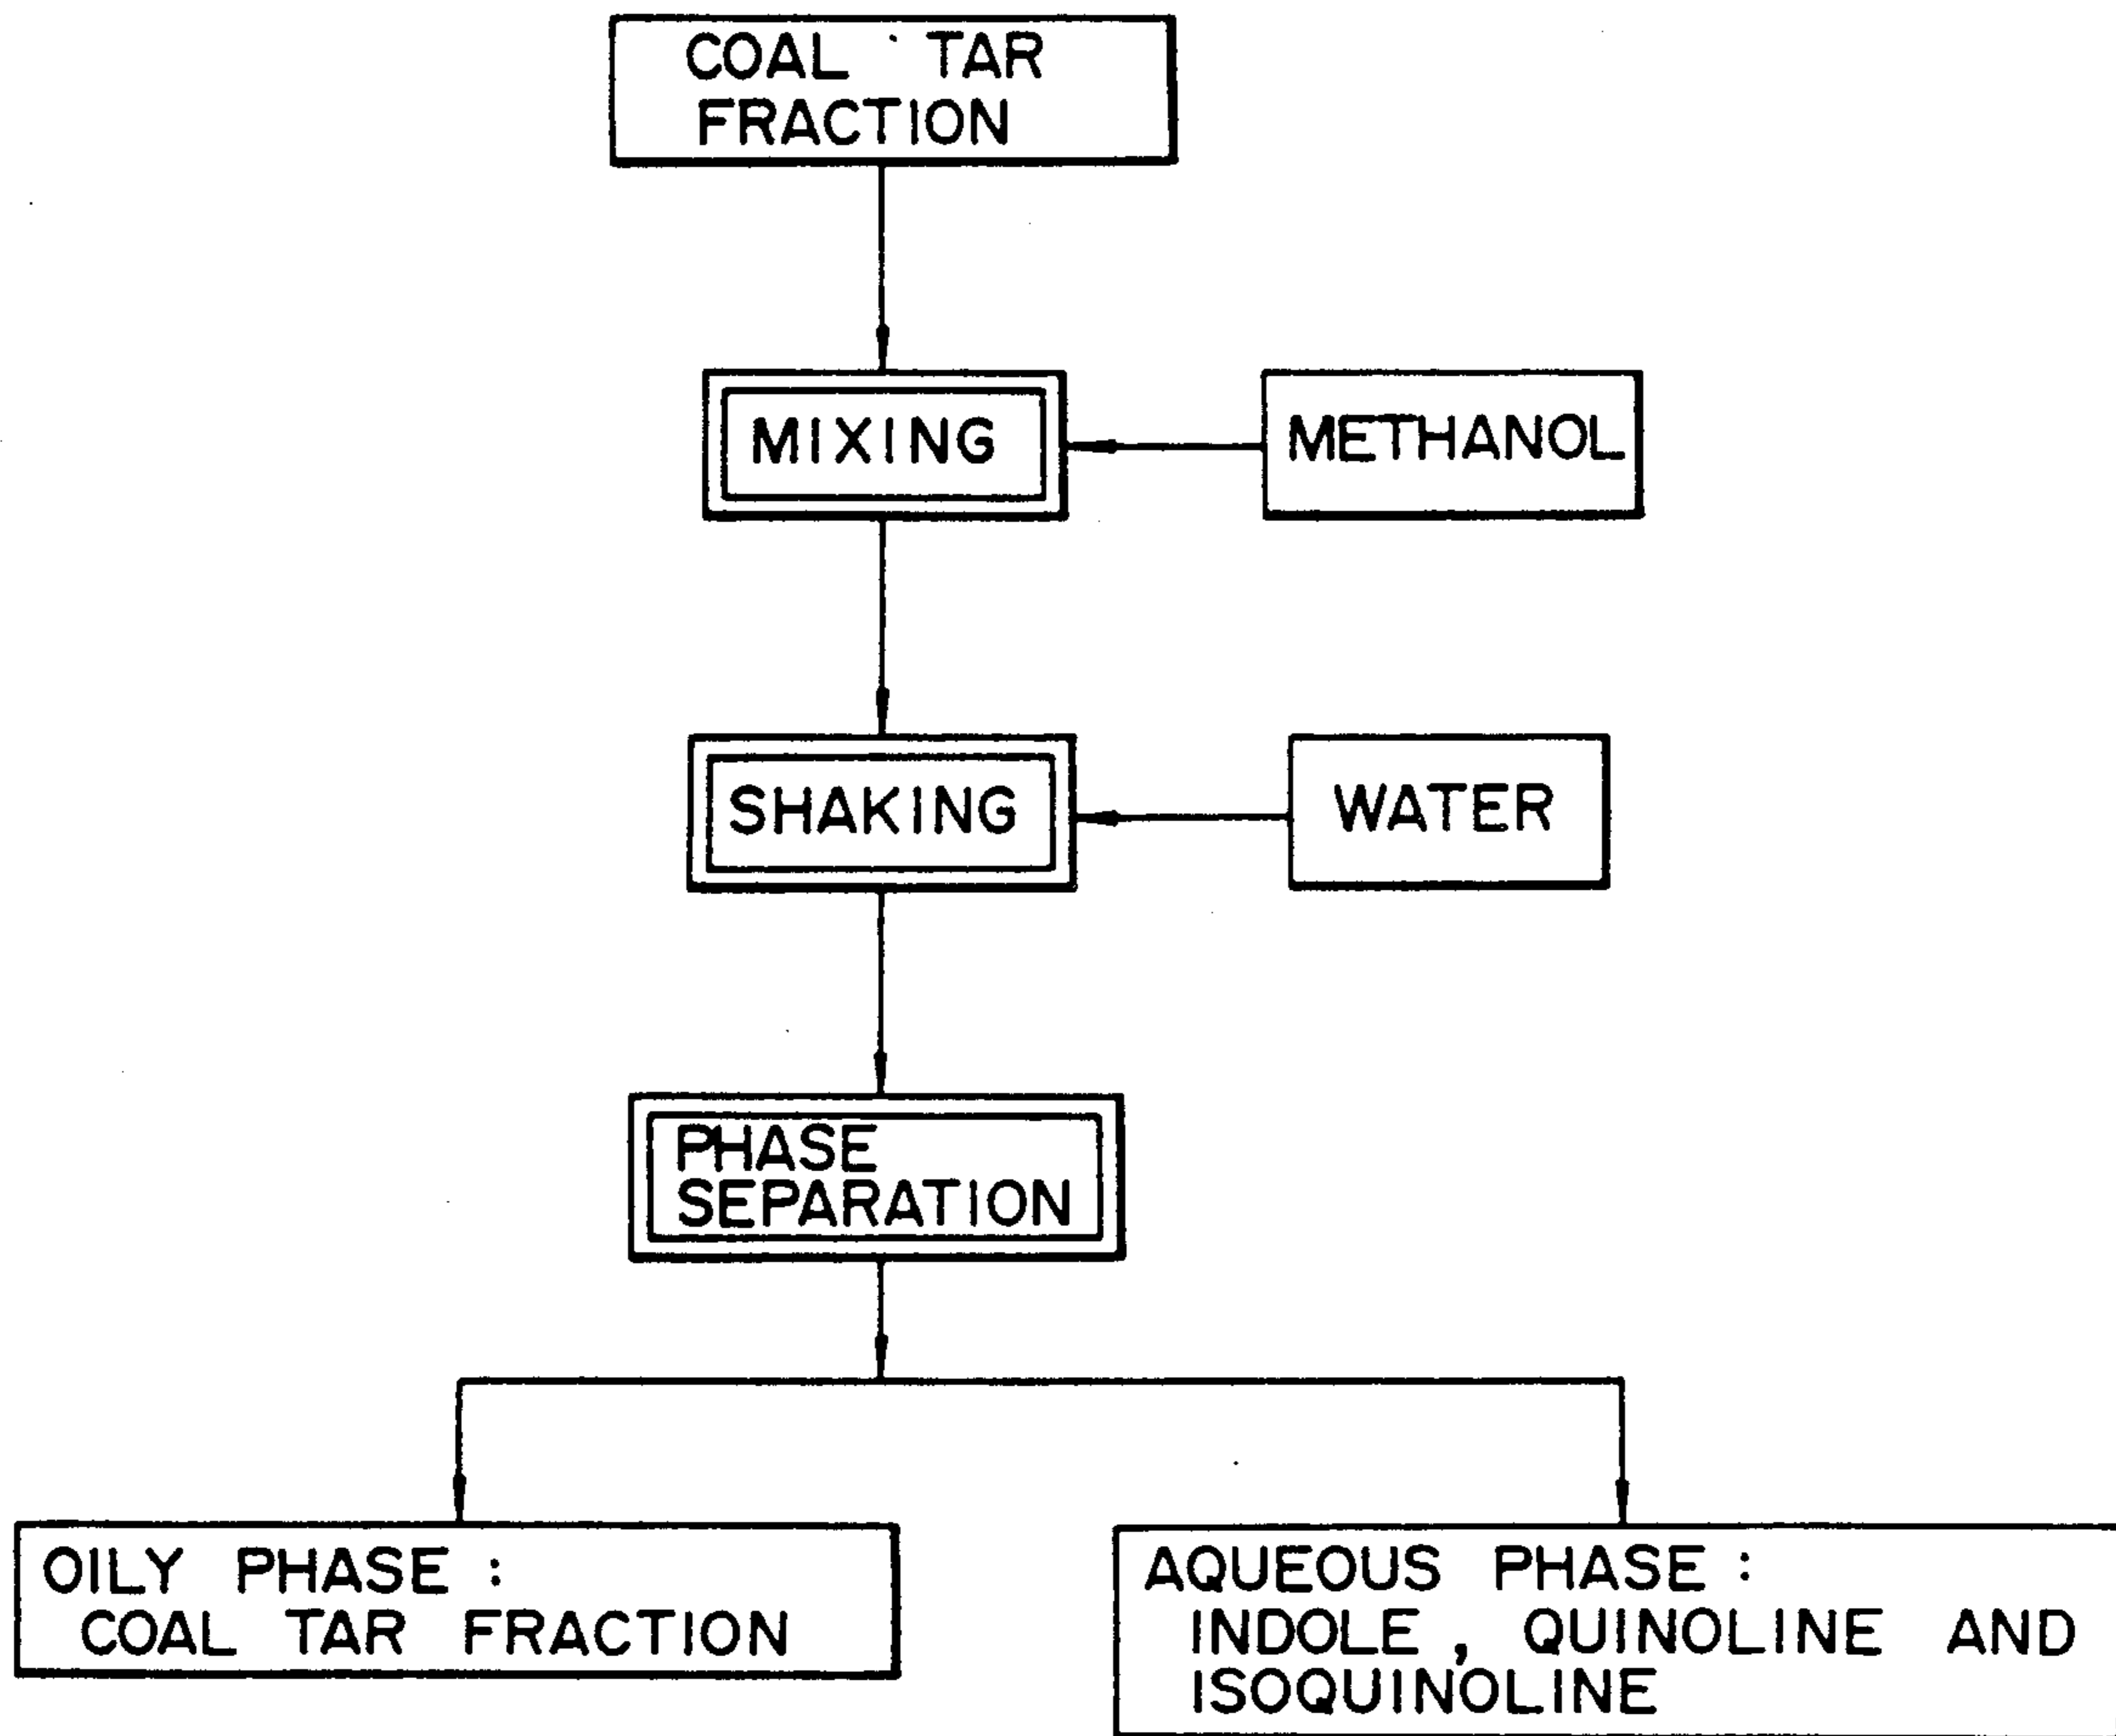 COAL TAR
FRACTION
MIXING
METHANOL
SHAKING
WATER
PHASE
SEPARATION
OILY PHASE :
COAL TAR FRACTION
AQUEOUS PHASE :
INDOLE , QUINOLINE AND
ISOQUINOLINE